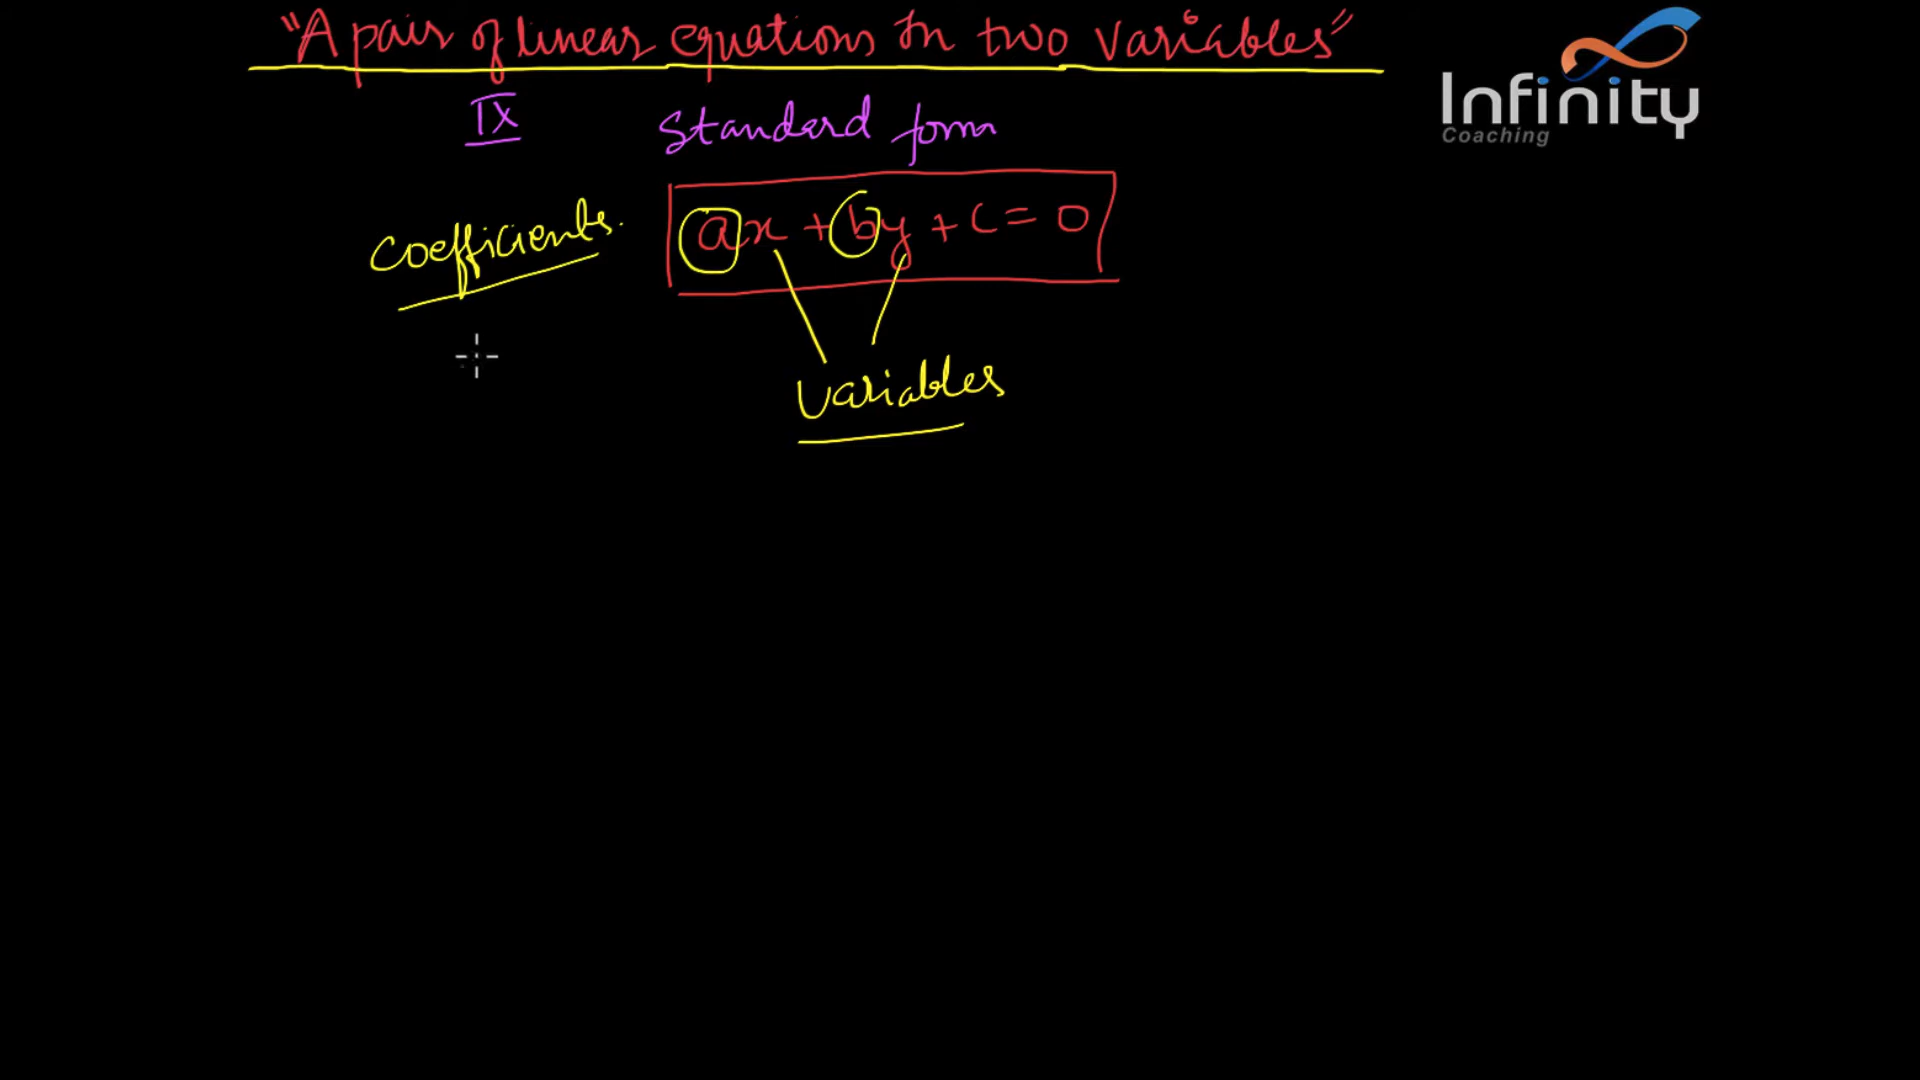 "A pair of linear equations In two variables"
Infinity
Coaching
IX
Standard form
Coefficients.
ax + by + c = 0
Variables